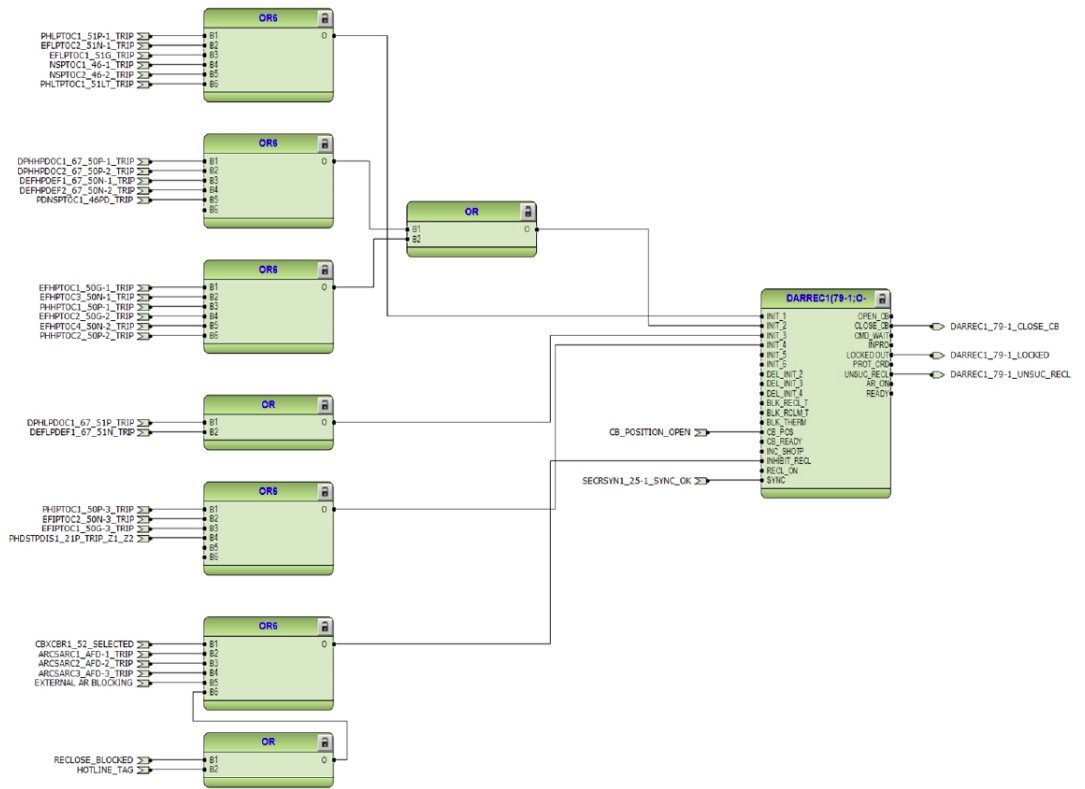 OR6
PHLPTOC1_51P-1_TRIP B1 O
EFLPTOC2_51N-1_TRIP B2
EFLPTOC1_51G_TRIP B3
NSPTOC1_46-1_TRIP B4
NSPTOC2_46-2_TRIP B5
PHLTPTOC1_51LT_TRIP B6
OR6
DPHHPDOC1_67_50P-1_TRIP B1 O
DPHHPDOC2_67_50P-2_TRIP B2
DEFHPDEF1_67_50N-1_TRIP B3
DEFHPDEF2_67_50N-2_TRIP B4
PDNSPTOC1_46PD_TRIP B5
B6
OR
B1 O
B2
OR6
EFHPTOC1_50G-1_TRIP B1 O
EFHPTOC3_50N-1_TRIP B2
PHHPTOC1_50P-1_TRIP B3
EFHPTOC2_50G-2_TRIP B4
EFHPTOC4_50N-2_TRIP B5
PHHPTOC2_50P-2_TRIP B6
DARREC1(79-1;O-
INIT_1 OPEN_CB
INIT_2 CLOSE_CB DARREC1_79-1_CLOSE_CB
INIT_3 CMD_WAIT
INIT_4 INPRO
INIT_5 LOCKEDOUT DARREC1_79-1_LOCKED
INIT_6 PROT_CRD
DEL_INIT_2 UNSUC_RECL DARREC1_79-1_UNSUC_RECL
DEL_INIT_3 AR_ON
DEL_INIT_4 READY
BLK_RECL_T
BLK_RCLM_T
BLK_THERM
CB_POSITION_OPEN CB_POS
CB_READY
INC_SHOTP
INHIBIT_RECL
RECL_ON
SECRSYN1_25-1_SYNC_OK SYNC
OR
DPHLPDOC1_67_51P_TRIP B1 O
DEFLPDEF1_67_51N_TRIP B2
OR6
PHIPTOC1_50P-3_TRIP B1 O
EFIPTOC2_50N-3_TRIP B2
EFIPTOC1_50G-3_TRIP B3
PHDSTPDIS1_21P_TRIP_Z1_Z2 B4
B5
B6
OR6
CBXCBR1_52_SELECTED B1 O
ARCSARC1_AFD-1_TRIP B2
ARCSARC2_AFD-2_TRIP B3
ARCSARC3_AFD-3_TRIP B4
EXTERNAL AR BLOCKING B5
B6
OR
RECLOSE_BLOCKED B1 O
HOTLINE_TAG B2